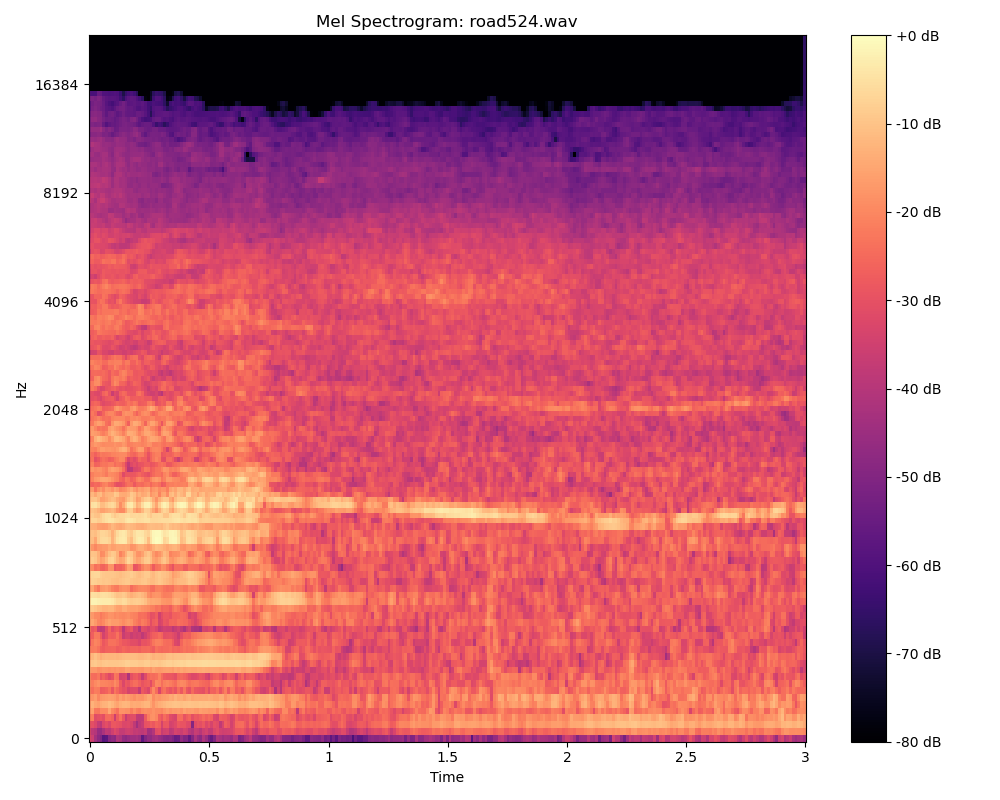 Mel Spectrogram: road524.wav
+0 dB
16384
-10 dB
8192
-20 dB
4096
-30 dB
Hz
2048
-40 dB
1024
-50 dB
512
-60 dB
-70 dB
0
-80 dB
0 0.5 1 1.5 2 2.5 3
Time